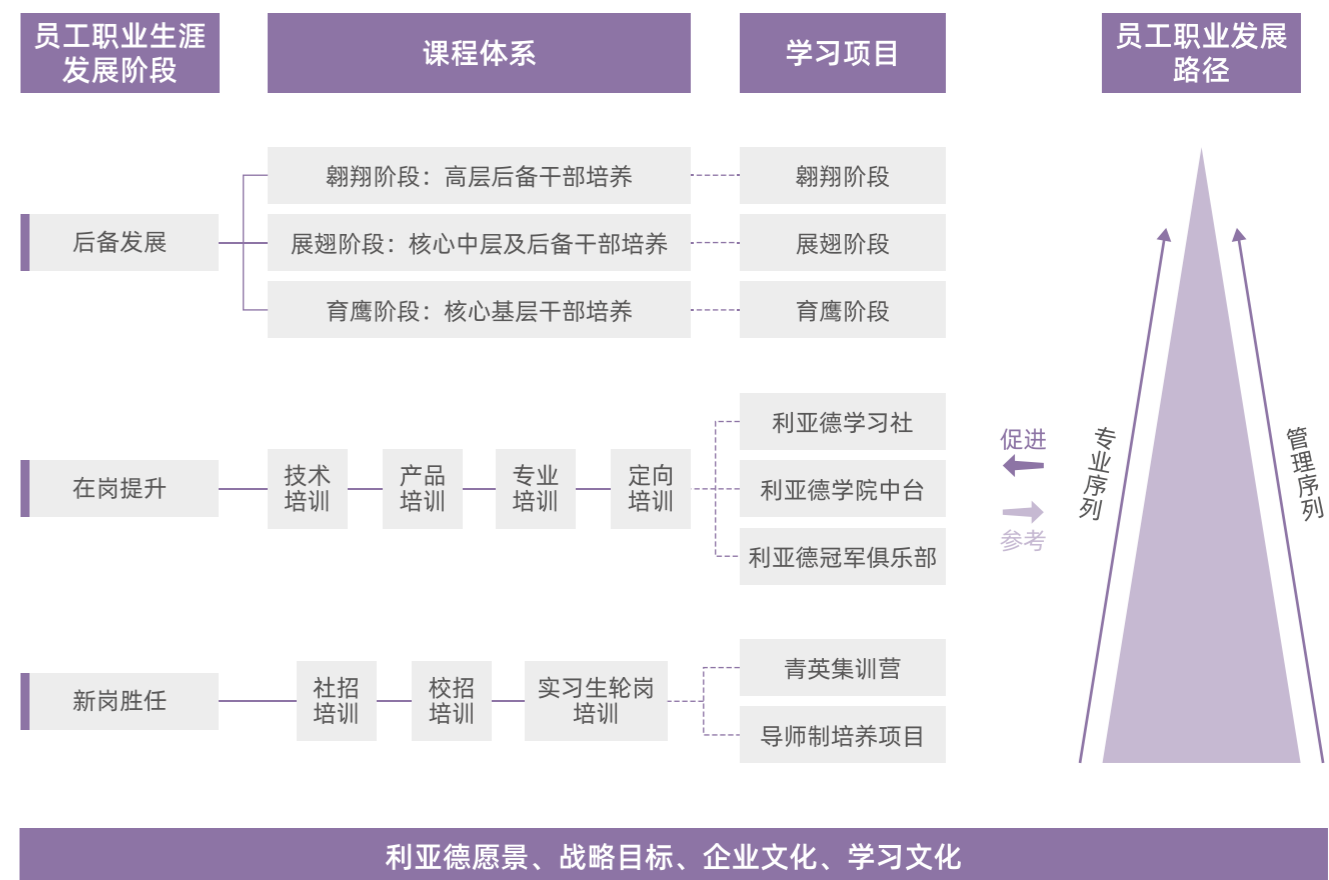 员工职业生涯
发展阶段
课程体系
学习项目
员工职业发展
路径
后备发展
翱翔阶段：高层后备干部培养
翱翔阶段
展翅阶段：核心中层及后备干部培养
展翅阶段
育鹰阶段：核心基层干部培养
育鹰阶段
在岗提升
技术
培训
产品
培训
专业
培训
定向
培训
利亚德学习社
利亚德学院中台
利亚德冠军俱乐部
促进
参考
专业序列
管理序列
新岗胜任
社招
培训
校招
培训
实习生轮岗
培训
青英集训营
导师制培养项目
利亚德愿景、战略目标、企业文化、学习文化